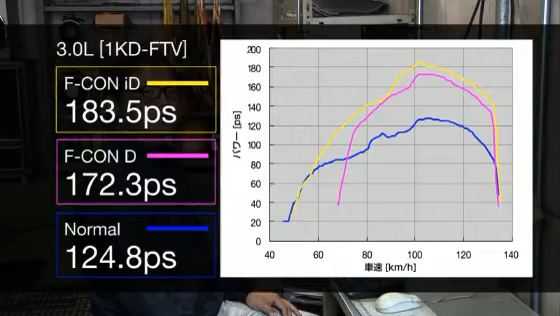 3.0L [1KD-FTV]
F-CON iD
183.5ps
F-CON D
172.3ps
Normal
124.8ps
パワー [ps]
200
180
160
140
120
100
80
60
40
20
0
40 60 80 100 120 140
車速 [km/h]